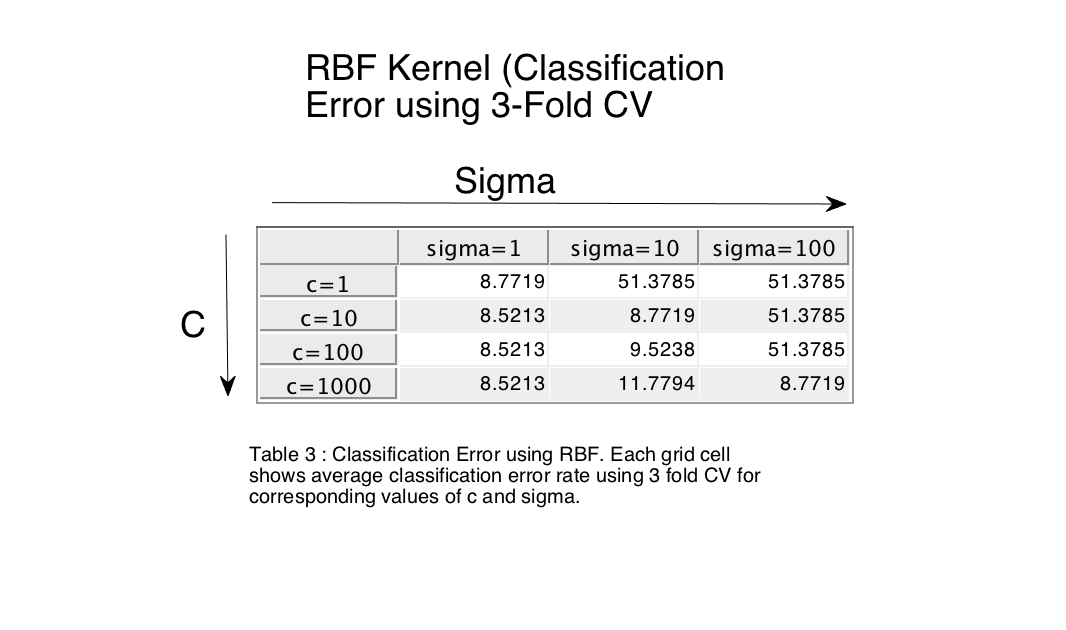 RBF Kernel (Classification
Error using 3-Fold CV
Sigma
C
sigma=1 sigma=10 sigma=100
c=1 8.7719 51.3785 51.3785
c=10 8.5213 8.7719 51.3785
c=100 8.5213 9.5238 51.3785
c=1000 8.5213 11.7794 8.7719
Table 3 : Classification Error using RBF. Each grid cell
shows average classification error rate using 3 fold CV for
corresponding values of c and sigma.